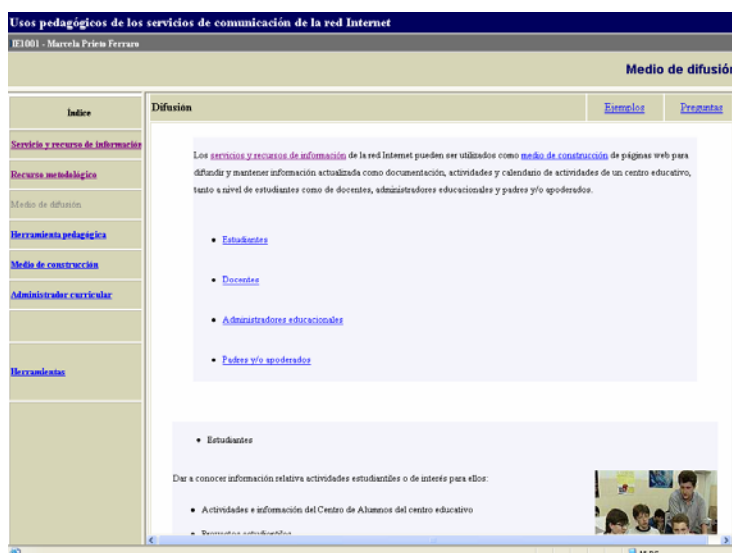 Usos pedagógicos de los servicios de comunicación de la red Internet
IE1001 - Marcela Prieto Ferraro
Medio de difusión
Indice
Servicio y recurso de información
Recurso metodológico
Medio de difusión
Herramienta pedagógica
Medio de construcción
Administrador curricular
Herramientas
Difusión
Ejemplos
Preguntas
Los servicios y recursos de información de la red Internet pueden ser utilizados como medio de construcción de páginas web para
difundir y mantener información actualizada como documentación, actividades y calendario de actividades de un centro educativo,
tanto a nivel de estudiantes como de docentes, administradores educacionales y padres y/o apoderados.
Estudiantes
Docentes
Administradores educacionales
Padres y/o apoderados
Estudiantes
Dar a conocer información relativa actividades estudiantiles o de interés para ellos:
Actividades e información del Centro de Alumnos del centro educativo
Proyectos estudiantiles